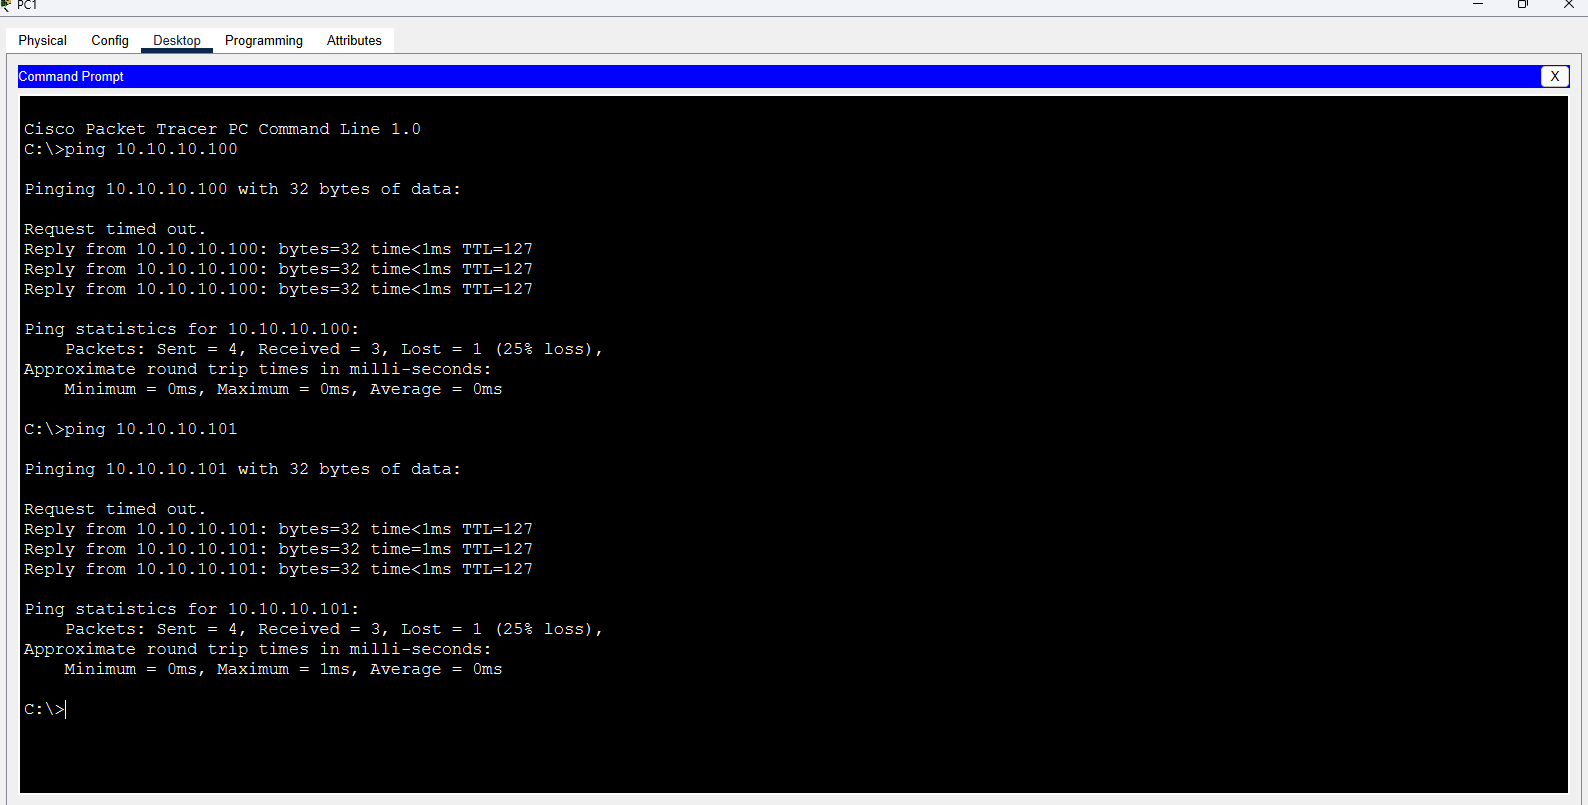 PC1
Physical Config Desktop Programming Attributes
Command Prompt
X
Cisco Packet Tracer PC Command Line 1.0
C:\>ping 10.10.10.100
Pinging 10.10.10.100 with 32 bytes of data:
Request timed out.
Reply from 10.10.10.100: bytes=32 time<1ms TTL=127
Reply from 10.10.10.100: bytes=32 time<1ms TTL=127
Reply from 10.10.10.100: bytes=32 time<1ms TTL=127
Ping statistics for 10.10.10.100:
    Packets: Sent = 4, Received = 3, Lost = 1 (25% loss),
Approximate round trip times in milli-seconds:
    Minimum = 0ms, Maximum = 0ms, Average = 0ms
C:\>ping 10.10.10.101
Pinging 10.10.10.101 with 32 bytes of data:
Request timed out.
Reply from 10.10.10.101: bytes=32 time<1ms TTL=127
Reply from 10.10.10.101: bytes=32 time=1ms TTL=127
Reply from 10.10.10.101: bytes=32 time<1ms TTL=127
Ping statistics for 10.10.10.101:
    Packets: Sent = 4, Received = 3, Lost = 1 (25% loss),
Approximate round trip times in milli-seconds:
    Minimum = 0ms, Maximum = 1ms, Average = 0ms
C:\>